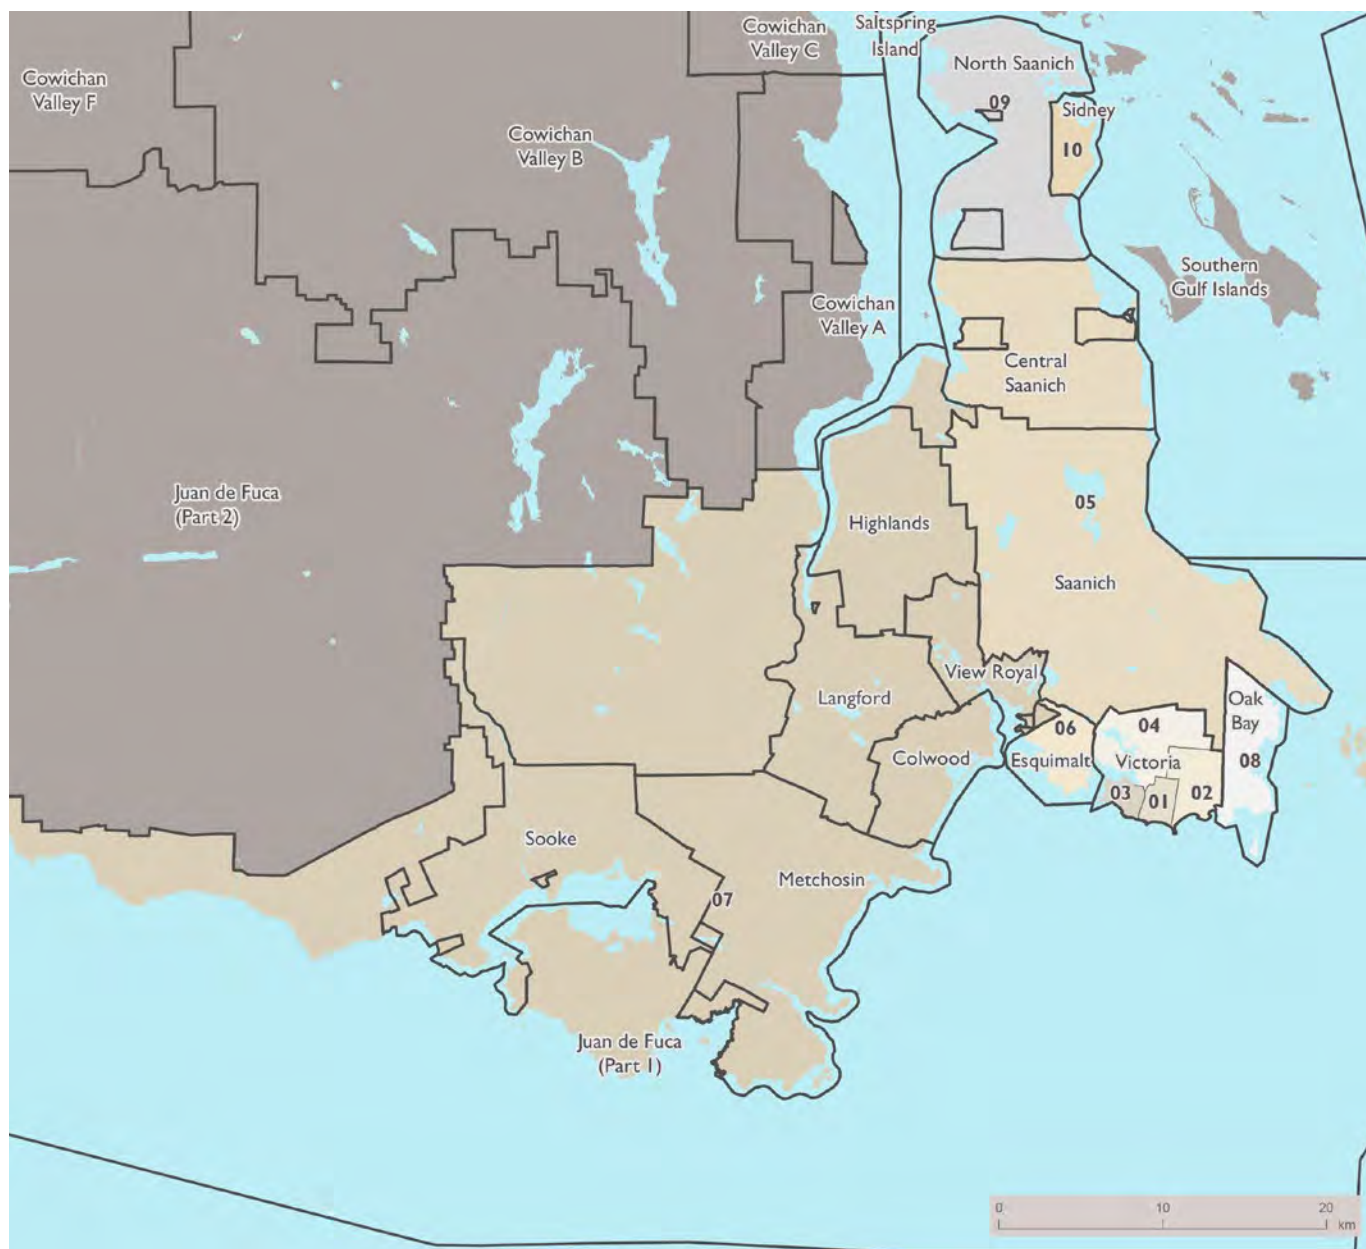 Cowichan
Valley C
Saltspring
Island
North Saanich
Cowichan
Valley F
09
Sidney
Cowichan
Valley B
10
Southern
Gulf Islands
Cowichan
Valley A
Central
Saanich
Juan de Fuca
(Part 2)
05
Highlands
Saanich
View Royal
Langford
Oak
Bay
06
04
Colwood
Esquimalt
Victoria
08
03
01
02
Sooke
Metchosin
07
Juan de Fuca
(Part 1)
0 10 20
km